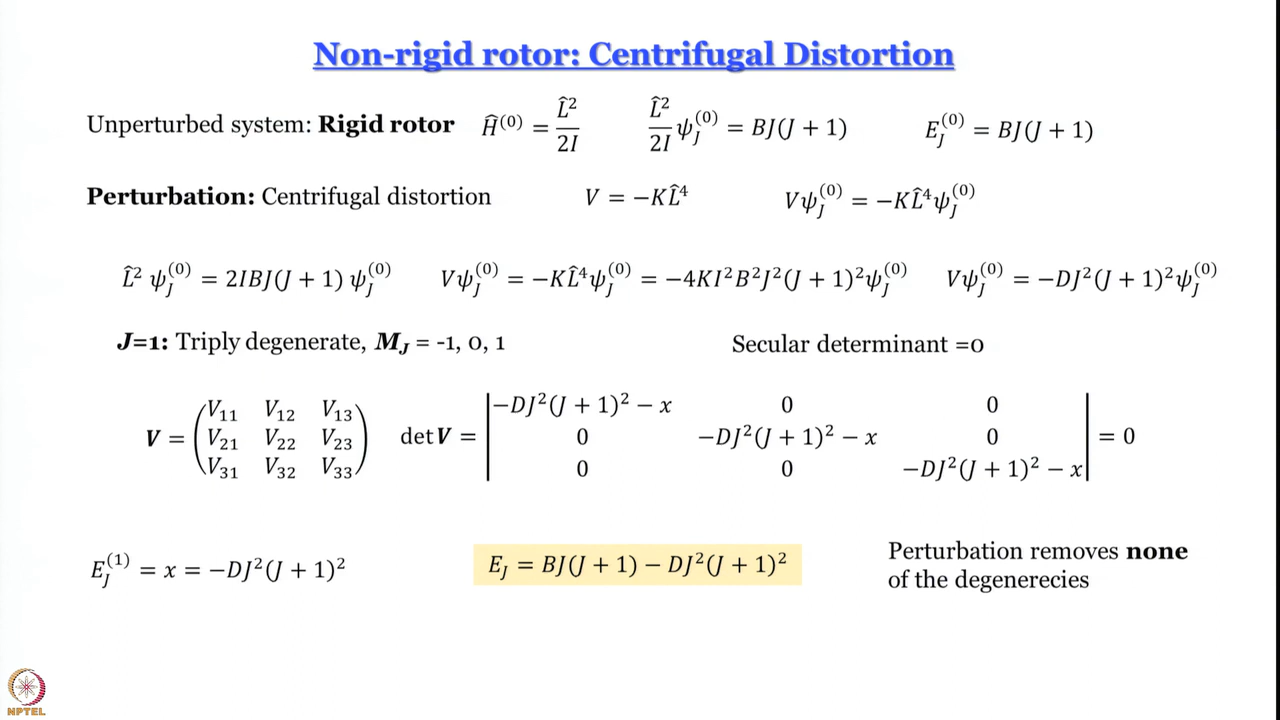 Non-rigid rotor: Centrifugal Distortion
Unperturbed system: Rigid rotor Ĥ⁽⁰⁾ = L̂²/2I L̂²/2I ψ_J⁽⁰⁾ = BJ(J + 1) E_J⁽⁰⁾ = BJ(J + 1)
Perturbation: Centrifugal distortion V = −KL̂⁴ Vψ_J⁽⁰⁾ = −KL̂⁴ψ_J⁽⁰⁾
L̂² ψ_J⁽⁰⁾ = 2IBJ(J + 1) ψ_J⁽⁰⁾ Vψ_J⁽⁰⁾ = −KL̂⁴ψ_J⁽⁰⁾ = −4KI²B²J²(J + 1)²ψ_J⁽⁰⁾ Vψ_J⁽⁰⁾ = −DJ²(J + 1)²ψ_J⁽⁰⁾
J=1: Triply degenerate, M_J = -1, 0, 1 Secular determinant =0
V₁₁ V₁₂ V₁₃ −DJ²(J + 1)² − x 0 0
V = V₂₁ V₂₂ V₂₃ det V = 0 −DJ²(J + 1)² − x 0 = 0
V₃₁ V₃₂ V₃₃ 0 0 −DJ²(J + 1)² − x
E_J⁽¹⁾ = x = −DJ²(J + 1)² E_J = BJ(J + 1) − DJ²(J + 1)²
Perturbation removes none
of the degenerecies
NPTEL